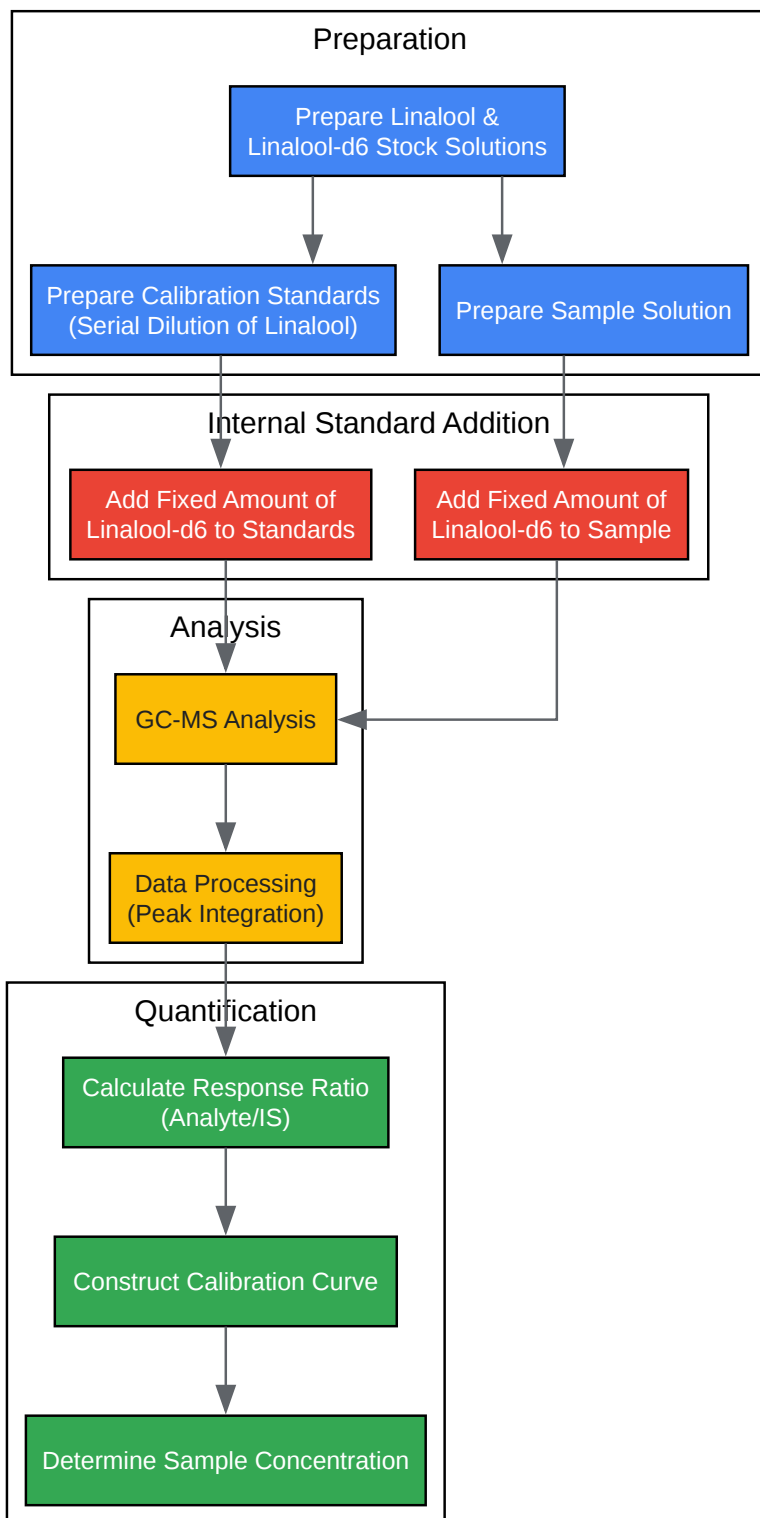 Preparation
Prepare Linalool &
Linalool-d6 Stock Solutions
Prepare Calibration Standards
(Serial Dilution of Linalool)
Prepare Sample Solution
Internal Standard Addition
Add Fixed Amount of
Linalool-d6 to Standards
Add Fixed Amount of
Linalool-d6 to Sample
Analysis
GC-MS Analysis
Data Processing
(Peak Integration)
Quantification
Calculate Response Ratio
(Analyte/IS)
Construct Calibration Curve
Determine Sample Concentration